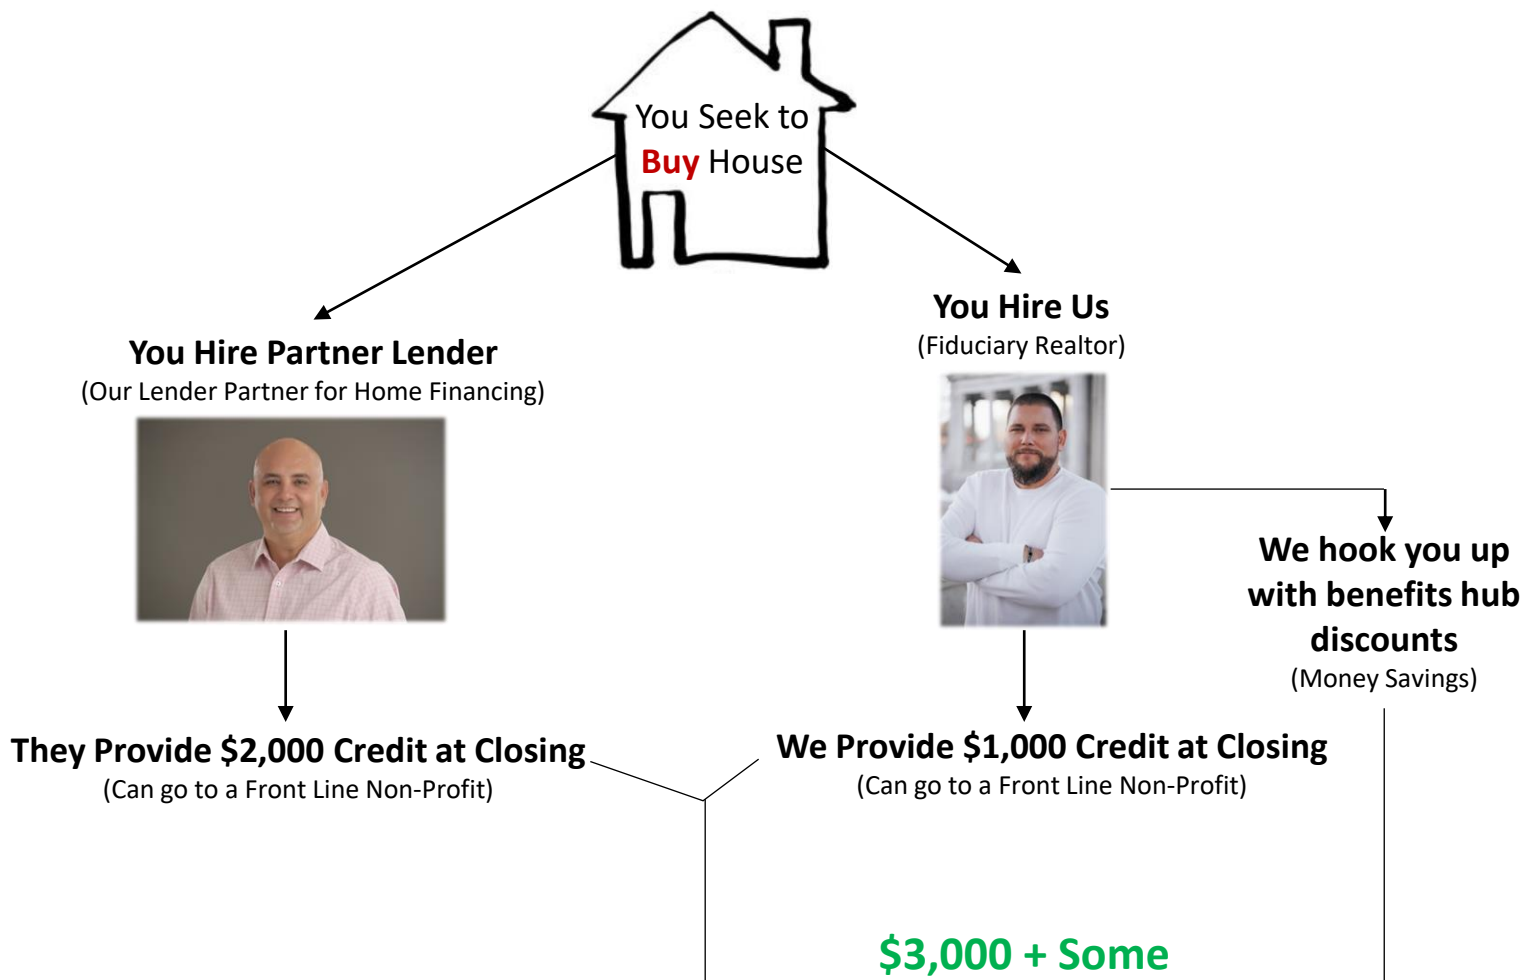 You Seek to
Buy House
You Hire Us
(Fiduciary Realtor)
You Hire Partner Lender
(Our Lender Partner for Home Financing)
We hook you up
with benefits hub
discounts
(Money Savings)
They Provide $2,000 Credit at Closing
(Can go to a Front Line Non-Profit)
We Provide $1,000 Credit at Closing
(Can go to a Front Line Non-Profit)
$3,000 + Some